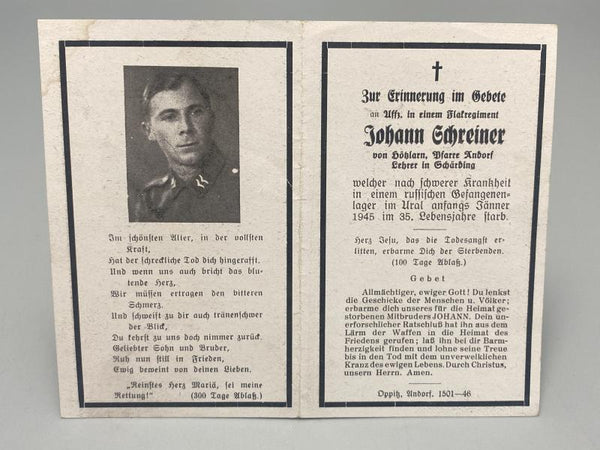 Im schönsten Alter, in der vollsten
Kraft,
Hat der schreckliche Tod dich hingerafft.
Und wenn uns auch bricht das blu-
tende Herz,
Wir müssen ertragen den bitteren
Schmerz.
Und schweift zu dir auch tränenschwer
der Blick,
Du kehrst zu uns doch nimmer zurück.
Geliebter Sohn und Bruder,
Ruh nun still in Frieden,
Ewig beweint von deinen Lieben.
„Reinstes Herz Mariä, sei meine
Rettung!" (300 Tage Ablaß.)
Zur Erinnerung im Gebete
an Uffz. in einem Flakregiment
Johann Schreiner
von Hötzlarn, Pfarre Andorf
Lehrer in Schärding
welcher nach schwerer Krankheit
in einem russischen Gefangenen-
lager im Ural anfangs Jänner
1945 im 35. Lebensjahre starb.
Herz Jesu, das die Todesangst er-
litten, erbarme Dich der Sterbenden.
(100 Tage Ablaß.)
Gebet
Allmächtiger, ewiger Gott! Du lenkst
die Geschicke der Menschen u. Völker;
erbarme dich unseres für die Heimat ge-
storbenen Mitbruders JOHANN. Dein un-
erforschlicher Ratschluß hat ihn aus dem
Lärm der Waffen in die Heimat des
Friedens gerufen; laß ihn bei dir Barm-
herzigkeit finden und lohne seine Treue
bis in den Tod mit dem unverwelklichen
Kranz des ewigen Lebens. Durch Christus,
unsern Herrn. Amen.
Oppitz, Andorf. 1501—46